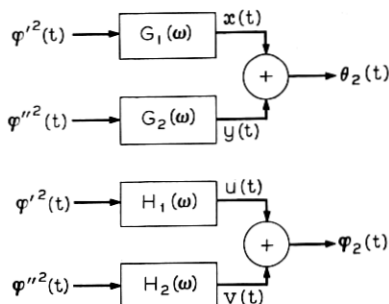 x(t)
φ′²(t) G₁(ω)
+ θ₂(t)
φ″²(t) G₂(ω)
y(t)
u(t)
φ′²(t) H₁(ω)
+ φ₂(t)
φ″²(t) H₂(ω)
v(t)